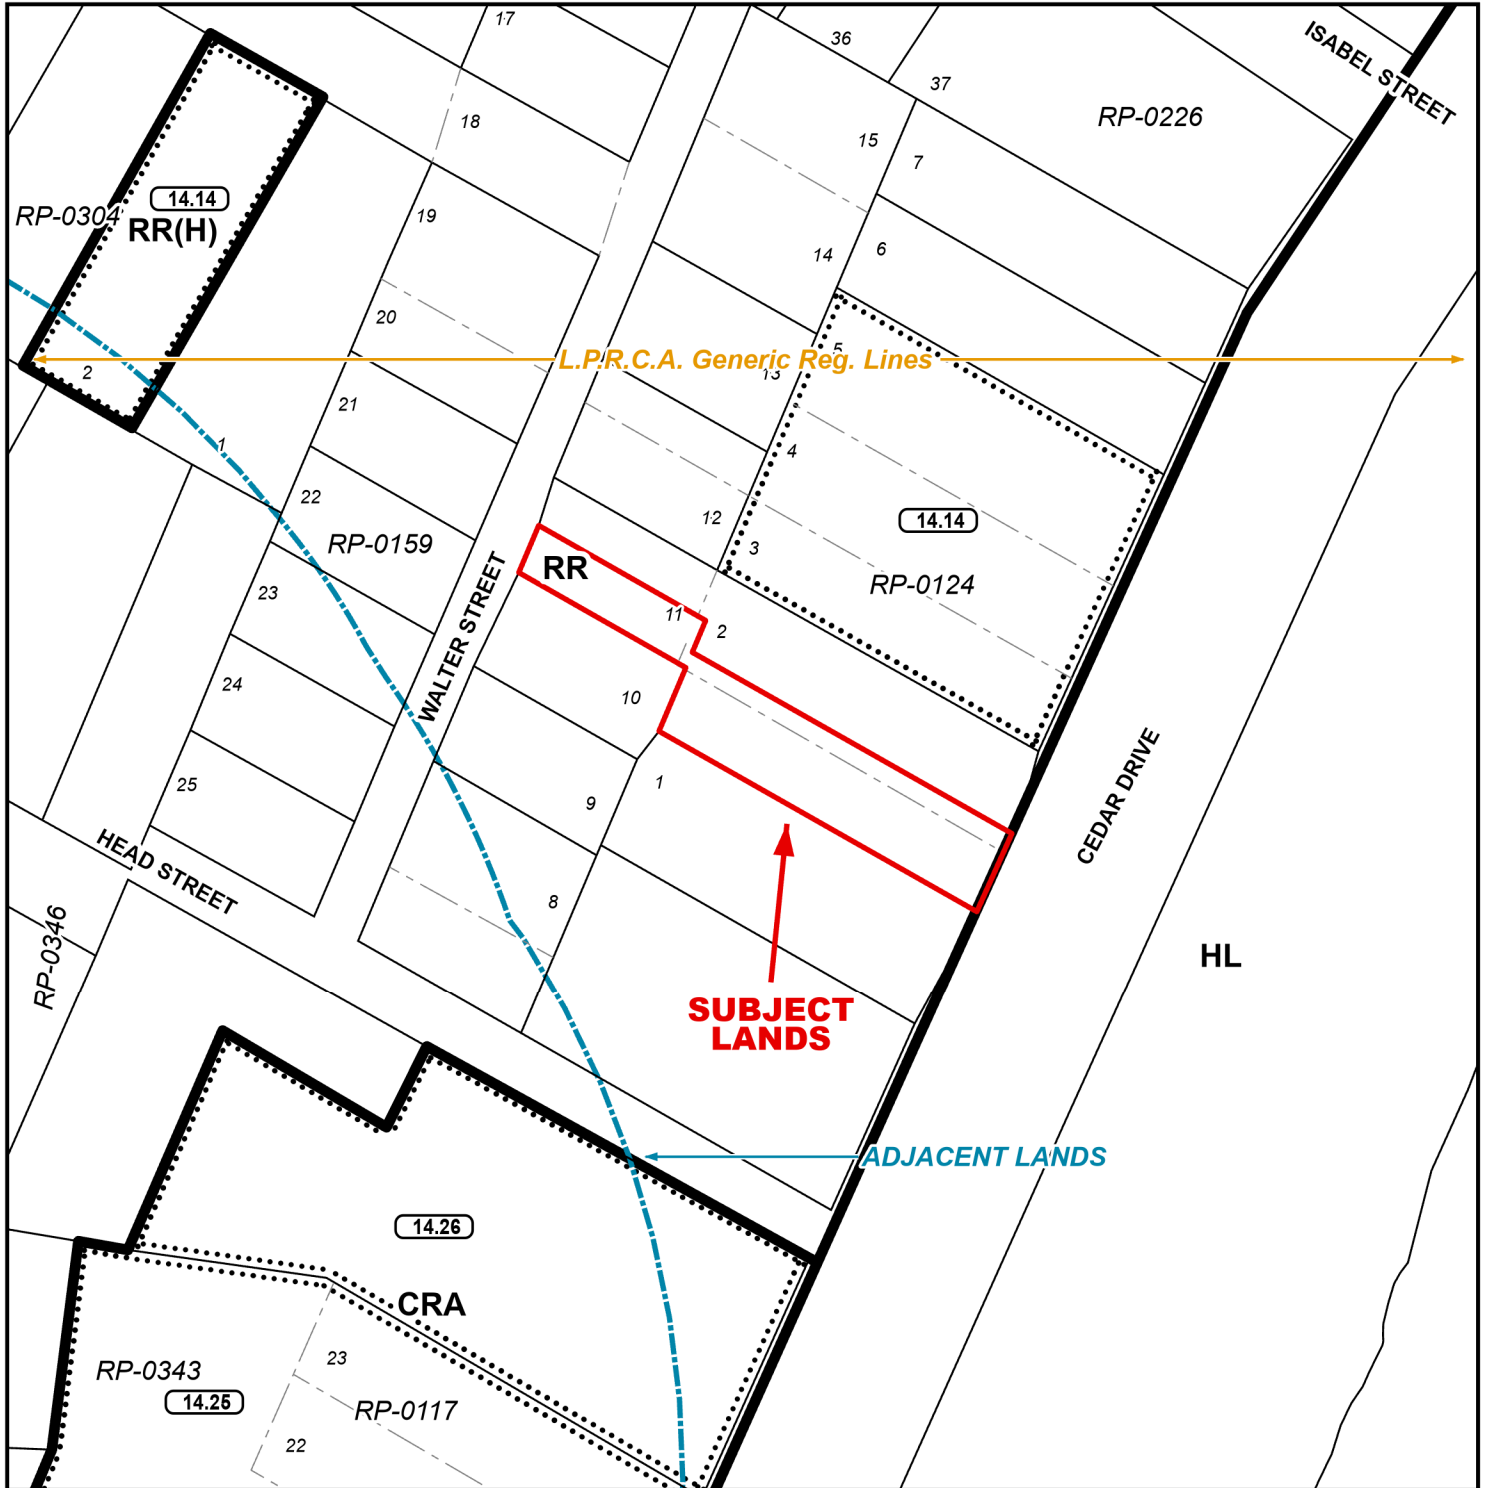 17
36
ISABEL STREET
37
RP-0226
18
15
7
14.14
RP-0304
RR(H)
19
14
6
20
5
L.P.R.C.A. Generic Reg. Lines
2
13
21
1
4
22
12
14.14
RP-0159
3
RR
RP-0124
23
11
2
WALTER STREET
24
10
25
1
9
CEDAR DRIVE
HEAD STREET
8
RP-0346
HL
SUBJECT
LANDS
ADJACENT LANDS
14.26
CRA
23
RP-0343
14.25
RP-0117
22